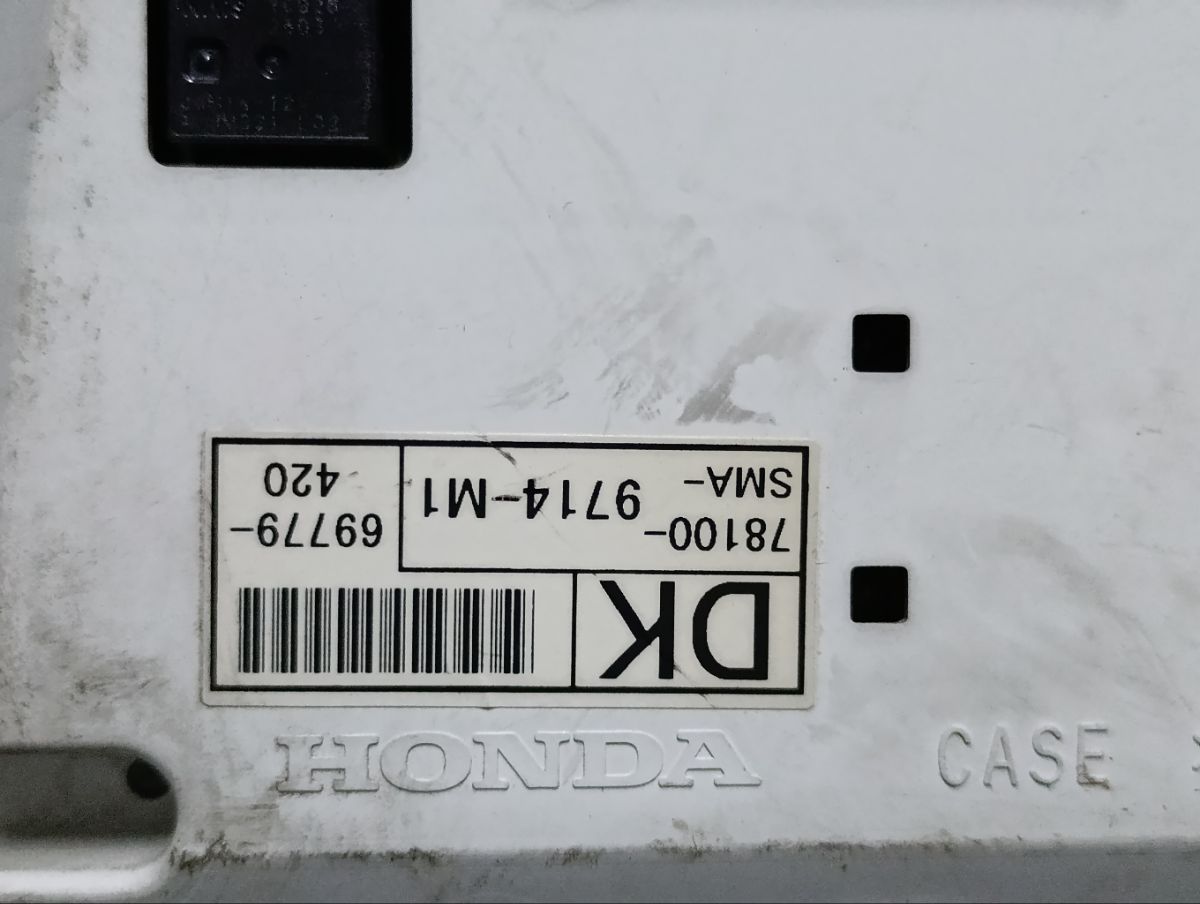 DK
78100-
SMA-
9714-M1
69779-
420
HONDA
CASE